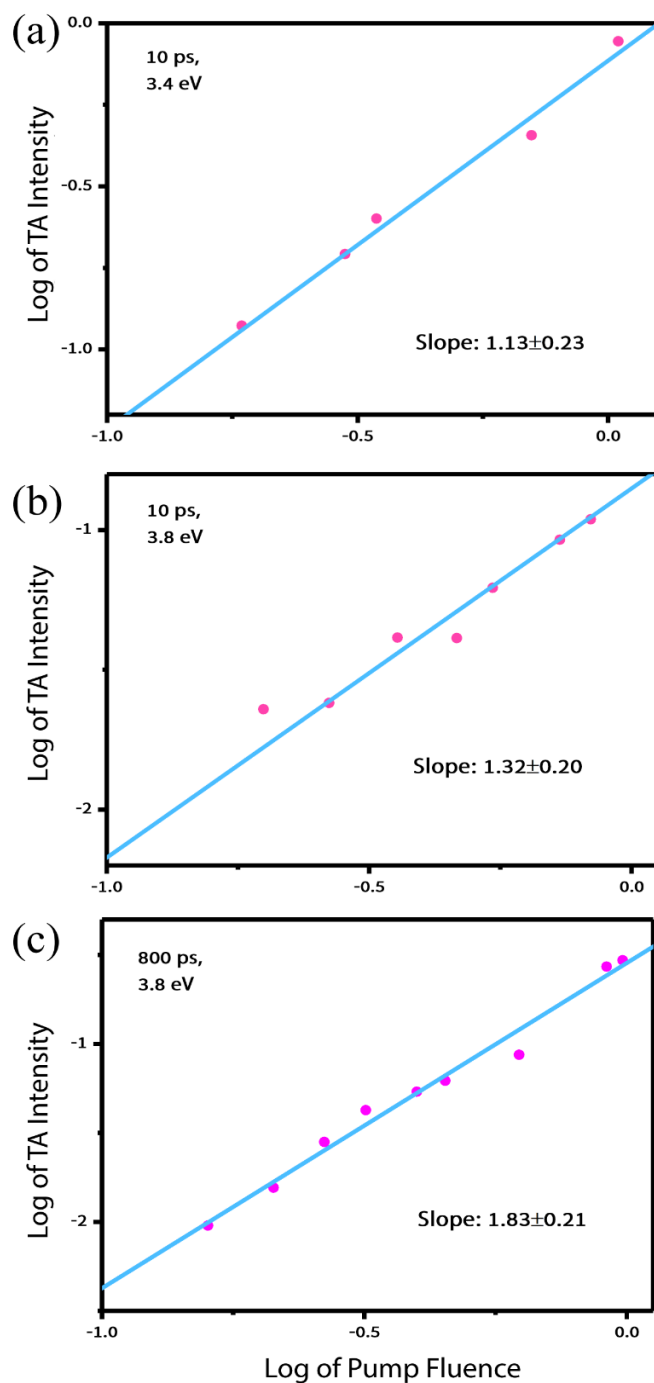 (a)
0.0
10 ps,
3.4 eV
Log of TA Intensity
-0.5
-1.0
Slope: 1.13±0.23
-1.0
-0.5
0.0
(b)
10 ps,
3.8 eV
-1
Log of TA Intensity
-2
Slope: 1.32±0.20
-1.0
-0.5
0.0
(c)
800 ps,
3.8 eV
-1
Log of TA Intensity
-2
Slope: 1.83±0.21
-1.0
-0.5
0.0
Log of Pump Fluence